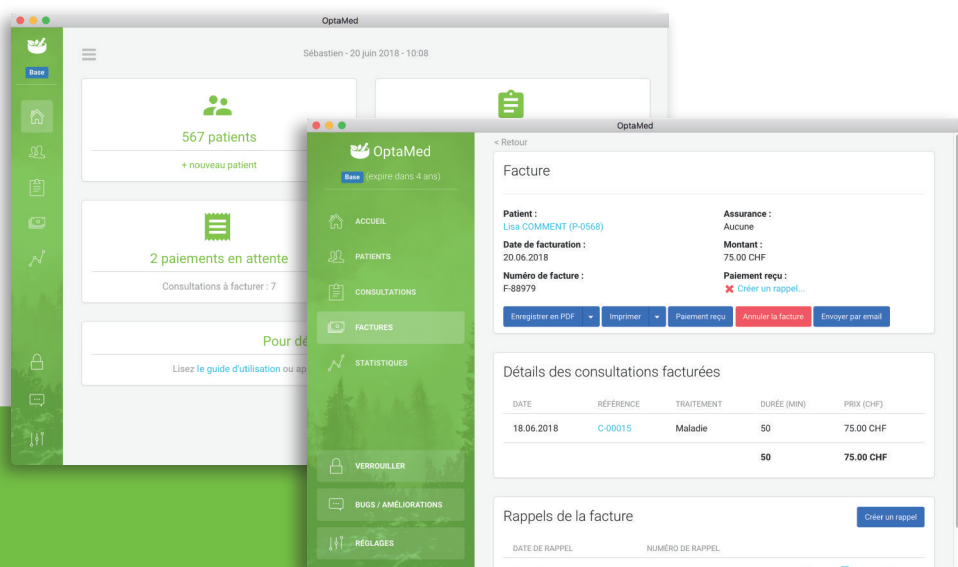 OptaMed
Base
Sébastien - 20 juin 2018 - 10:08
567 patients
+ nouveau patient
2 paiements en attente
Consultations à facturer : 7
Pour dé
Lisez le guide d'utilisation ou ap
OptaMed
OptaMed
Base (expire dans 4 ans)
ACCUEIL
PATIENTS
CONSULTATIONS
FACTURES
STATISTIQUES
VERROUILLER
BUGS / AMÉLIORATIONS
RÉGLAGES
< Retour
Facture
Patient :
Lisa COMMENT (P-0568)
Date de facturation :
20.06.2018
Numéro de facture :
F-88979
Assurance :
Aucune
Montant :
75.00 CHF
Paiement reçu :
Créer un rappel...
Enregistrer en PDF Imprimer Paiement reçu Annuler la facture Envoyer par email
Détails des consultations facturées
DATE RÉFÉRENCE TRAITEMENT DURÉE (MIN) PRIX (CHF)
18.06.2018 C-00015 Maladie 50 75.00 CHF
50 75.00 CHF
Rappels de la facture
Créer un rappel
DATE DE RAPPEL NUMÉRO DE RAPPEL